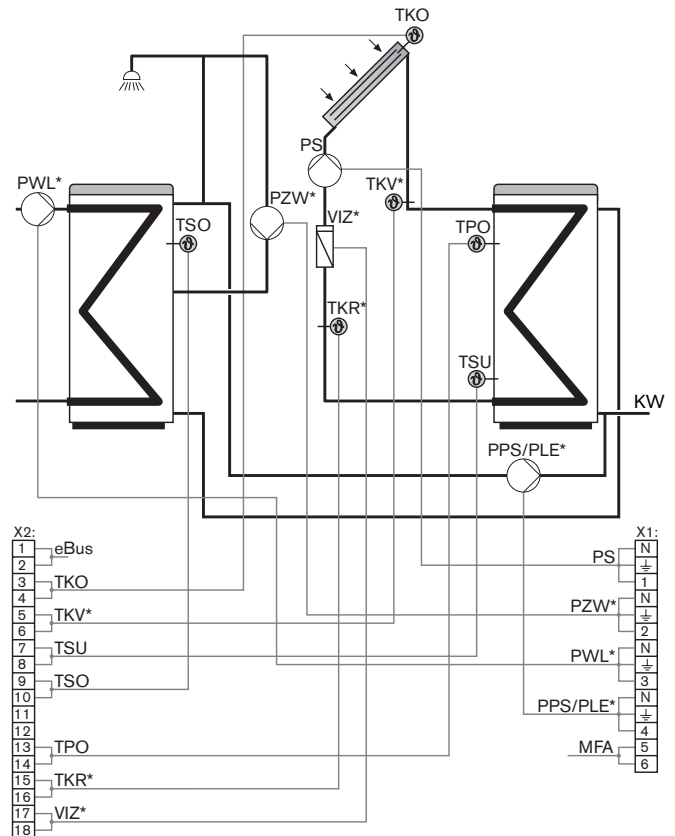 TKO
PS
PWL*
TKV*
PZW*
TSO
VIZ*
TPO
TKR*
TSU
KW
PPS/PLE*
X2:
1
2
eBus
3
4
TKO
5
6
TKV*
7
8
TSU
9
10
TSO
11
12
13
14
TPO
15
16
TKR*
17
18
VIZ*
X1:
PS
N
1
PZW*
N
2
PWL*
N
3
PPS/PLE*
N
4
MFA
5
6